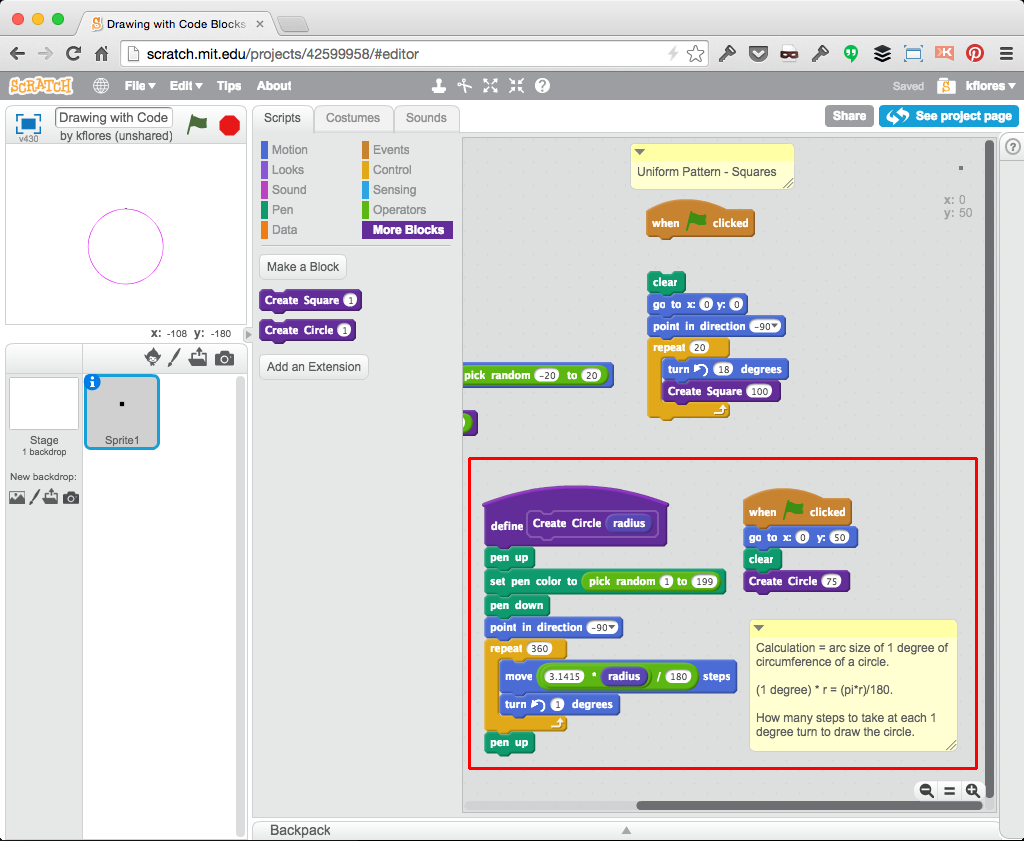 Drawing with Code Blocks
scratch.mit.edu/projects/42599958/#editor
SCRATCH
File
Edit
Tips
About
Saved
kflores
v430
Drawing with Code
by kflores (unshared)
Scripts
Costumes
Sounds
Share
See project page
Motion
Events
Looks
Control
Sound
Sensing
Pen
Operators
Data
More Blocks
Make a Block
Create Square 1
Create Circle 1
Add an Extension
x: -108 y: -180
Stage
1 backdrop
New backdrop:
Sprite1
Uniform Pattern - Squares
x: 0
y: 50
when clicked
clear
go to x: 0 y: 0
point in direction -90
repeat 20
turn 18 degrees
Create Square 100
pick random -20 to 20
define Create Circle radius
pen up
set pen color to pick random 1 to 199
pen down
point in direction -90
repeat 360
move 3.1415 * radius / 180 steps
turn 1 degrees
pen up
when clicked
go to x: 0 y: 50
clear
Create Circle 75
Calculation = arc size of 1 degree of
circumference of a circle.
(1 degree) * r = (pi*r)/180.
How many steps to take at each 1
degree turn to draw the circle.
Backpack